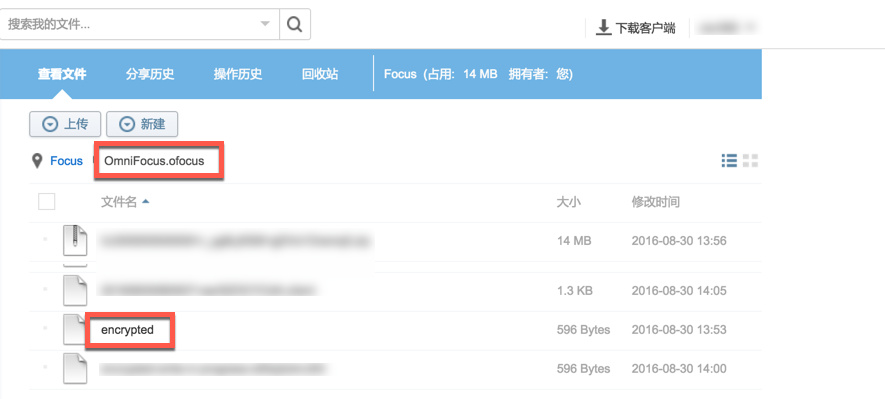 搜索我的文件...
下载客户端
查看文件 分享历史 操作历史 回收站 Focus (占用: 14 MB 拥有者: 您)
上传 新建
Focus OmniFocus.ofocus
文件名 大小 修改时间
14 MB 2016-08-30 13:56
1.3 KB 2016-08-30 14:05
encrypted 596 Bytes 2016-08-30 13:53
596 Bytes 2016-08-30 14:00